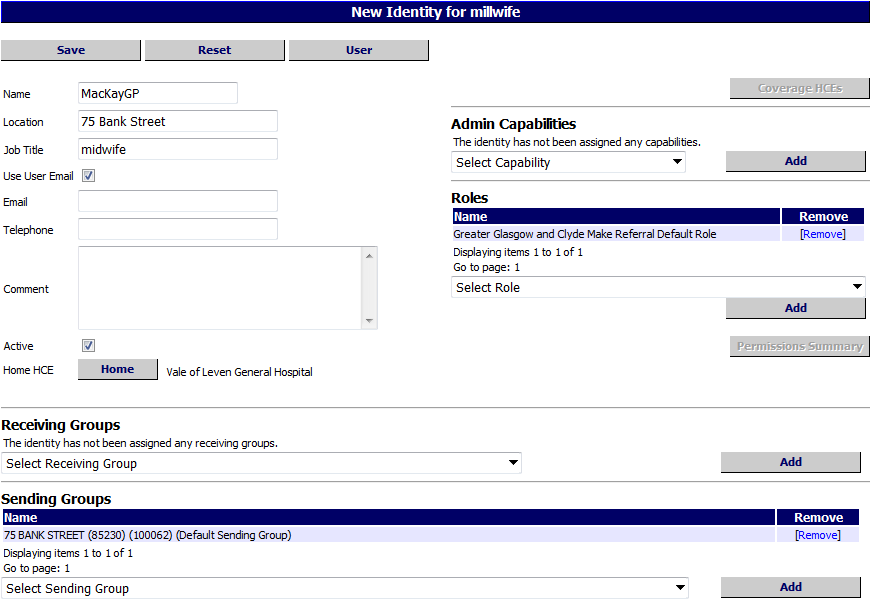 New Identity for millwife
Save Reset User
Name MacKayGP
Location 75 Bank Street
Job Title midwife
Use User Email
Email
Telephone
Comment
Active
Home HCE Home Vale of Leven General Hospital
Coverage HCEs
Admin Capabilities
The identity has not been assigned any capabilities.
Select Capability Add
Roles
Name Remove
Greater Glasgow and Clyde Make Referral Default Role [Remove]
Displaying items 1 to 1 of 1
Go to page: 1
Select Role
Add
Permissions Summary
Receiving Groups
The identity has not been assigned any receiving groups.
Select Receiving Group Add
Sending Groups
Name Remove
75 BANK STREET (85230) (100062) (Default Sending Group) [Remove]
Displaying items 1 to 1 of 1
Go to page: 1
Select Sending Group Add